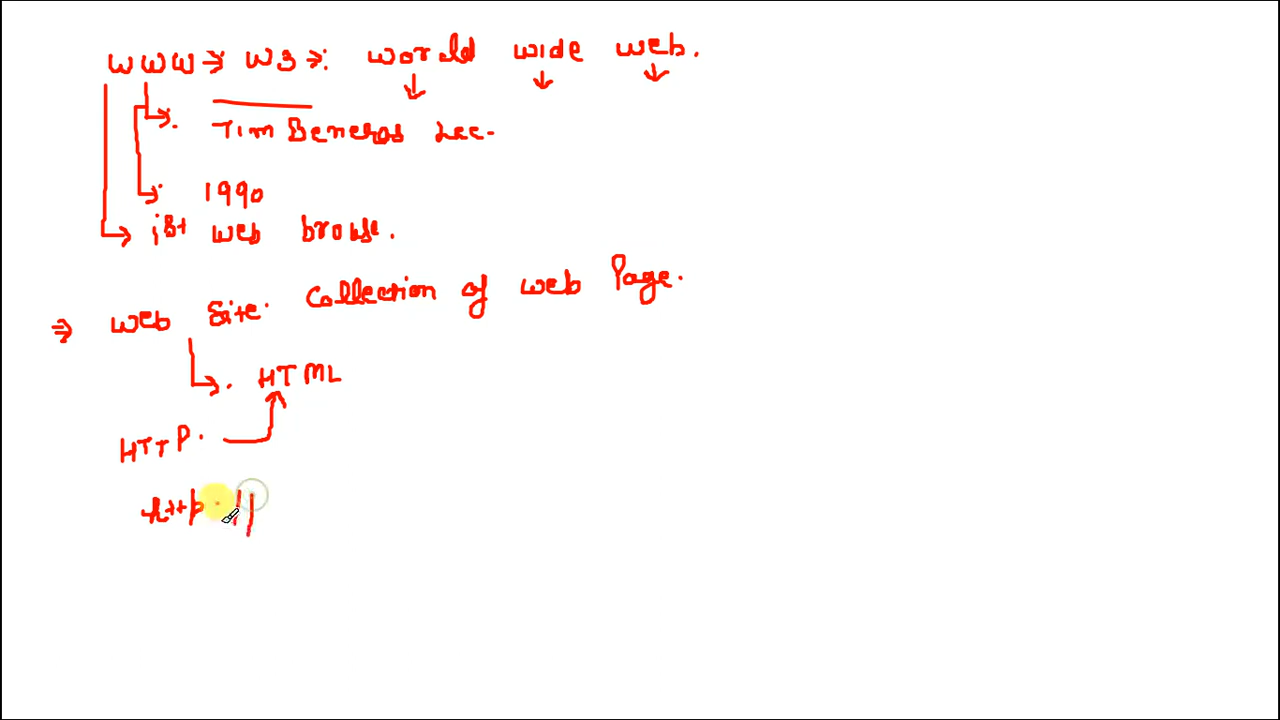 WWW → W3 → : World wide web.
Tim Beneros Lee.
1990
ist web browse.
⇒ web Site. Collection of web Page.
HTML
HTTP.
http://